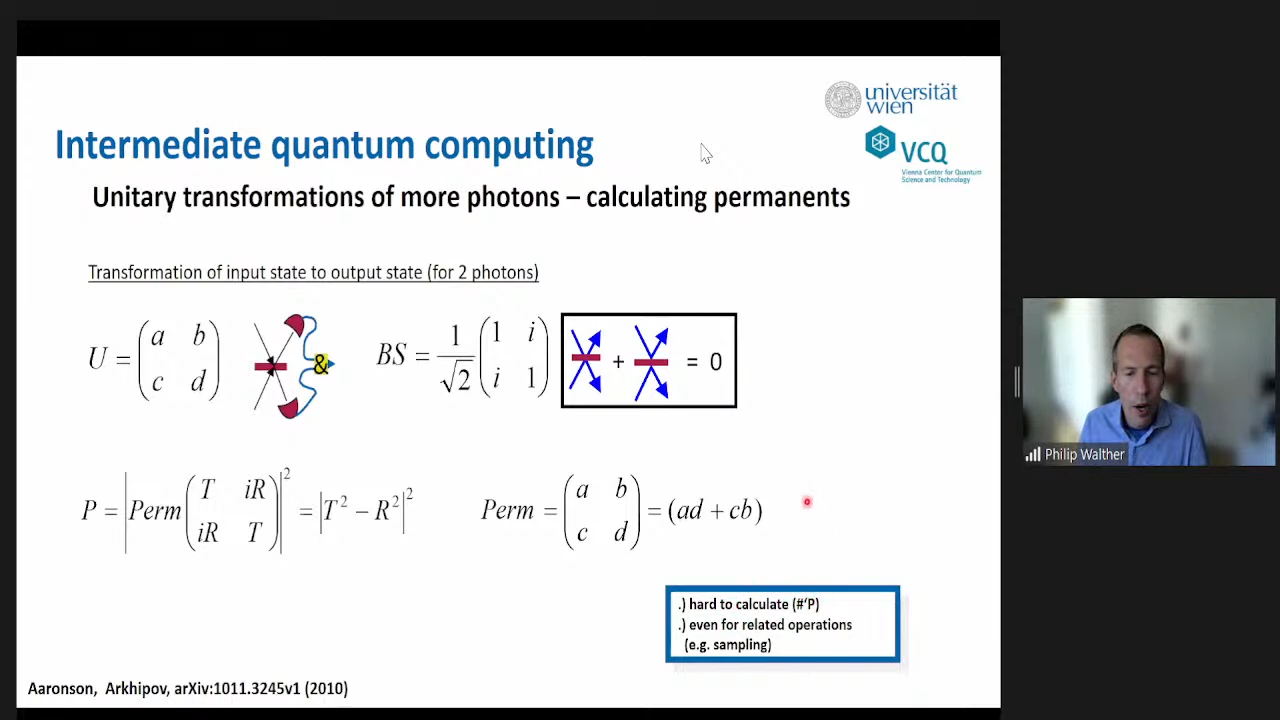 universität
wien
VCQ
Vienna Center for Quantum
Science and Technology
Intermediate quantum computing
Unitary transformations of more photons – calculating permanents
Transformation of input state to output state (for 2 photons)
U = (a b
c d)
&
BS = 1/√2 (1 i
i 1)
+ = 0
P = |Perm (T iR
iR T)|² = |T² − R²|²
Perm = (a b
c d) = (ad + cb)
.) hard to calculate (#‘P)
.) even for related operations
(e.g. sampling)
Aaronson, Arkhipov, arXiv:1011.3245v1 (2010)
Philip Walther